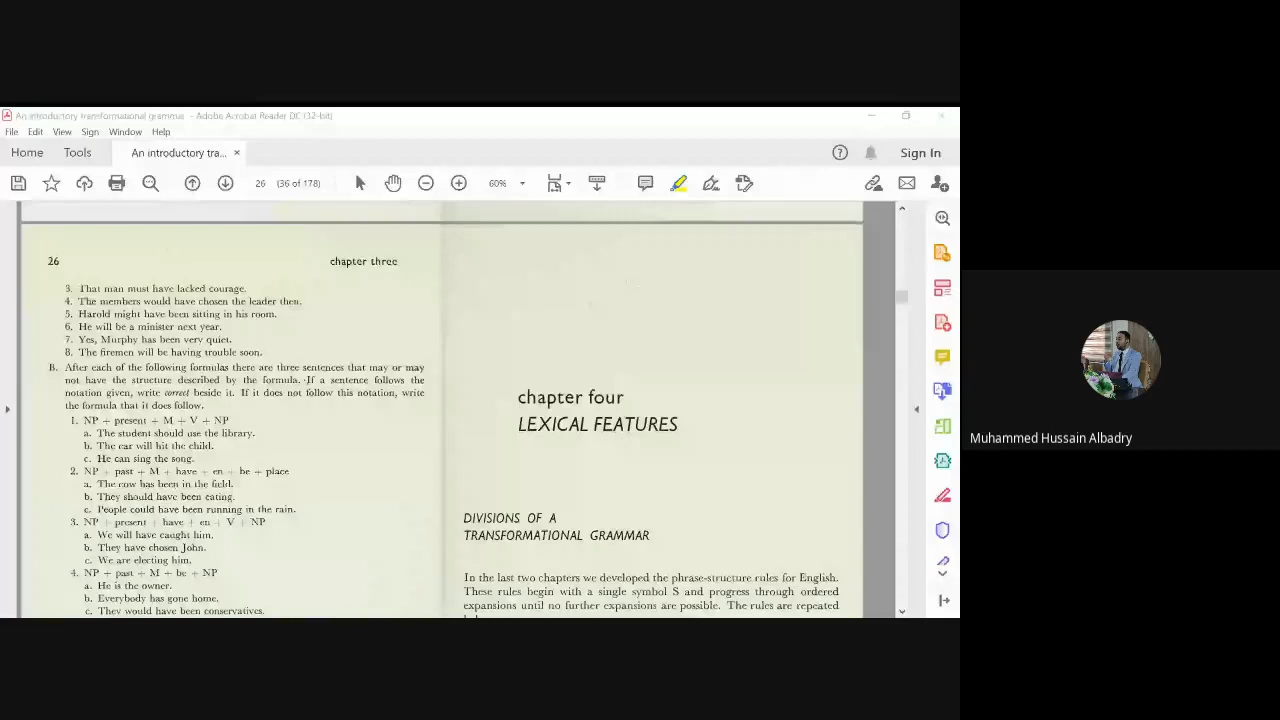 An introductory transformational grammar - Adobe Acrobat Reader DC (32-bit)
File Edit View Sign Window Help
Home Tools An introductory tra... × Sign In
26 (36 of 178) 60%
26 chapter three
3. That man must have lacked courage.
4. The members would have chosen the leader then.
5. Harold might have been sitting in his room.
6. He will be a minister next year.
7. Yes, Murphy has been very quiet.
8. The firemen will be having trouble soon.
B. After each of the following formulas there are three sentences that may or may
not have the structure described by the formula. If a sentence follows the
notation given, write correct beside it. If it does not follow this notation, write
the formula that it does follow.
1. NP + present + M + V + NP
a. The student should use the library.
b. The car will hit the child.
c. He can sing the song.
2. NP + past + M + have + en + be + place
a. The cow has been in the field.
b. They should have been eating.
c. People could have been running in the rain.
3. NP + present + have + en + V + NP
a. We will have caught him.
b. They have chosen John.
c. We are electing him.
4. NP + past + M + be + NP
a. He is the owner.
b. Everybody has gone home.
c. They would have been conservatives.
chapter four
LEXICAL FEATURES
DIVISIONS OF A
TRANSFORMATIONAL GRAMMAR
In the last two chapters we developed the phrase-structure rules for English.
These rules begin with a single symbol S and progress through ordered
expansions until no further expansions are possible. The rules are repeated
Muhammed Hussain Albadry